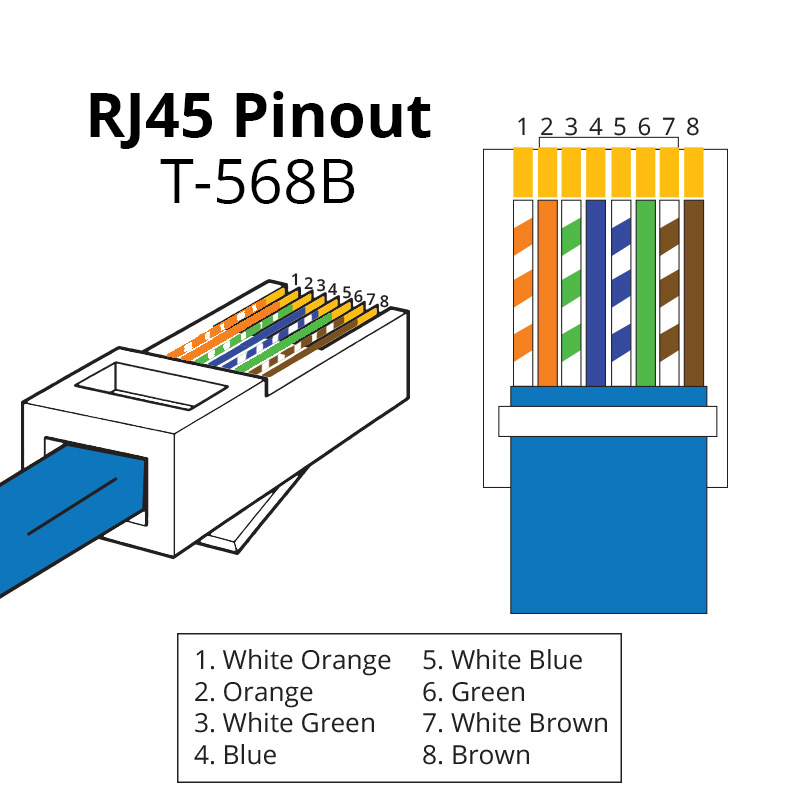 RJ45 Pinout
T-568B
1 2 3 4 5 6 7 8
1 2 3 4 5 6 7 8
1. White Orange
2. Orange
3. White Green
4. Blue
5. White Blue
6. Green
7. White Brown
8. Brown